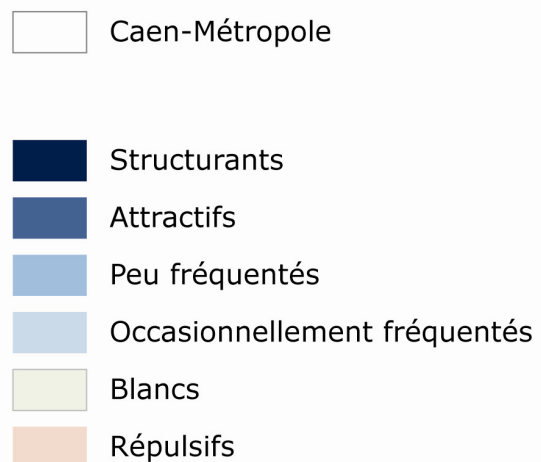 Caen-Métropole
Structurants
Attractifs
Peu fréquentés
Occasionnellement fréquentés
Blancs
Répulsifs